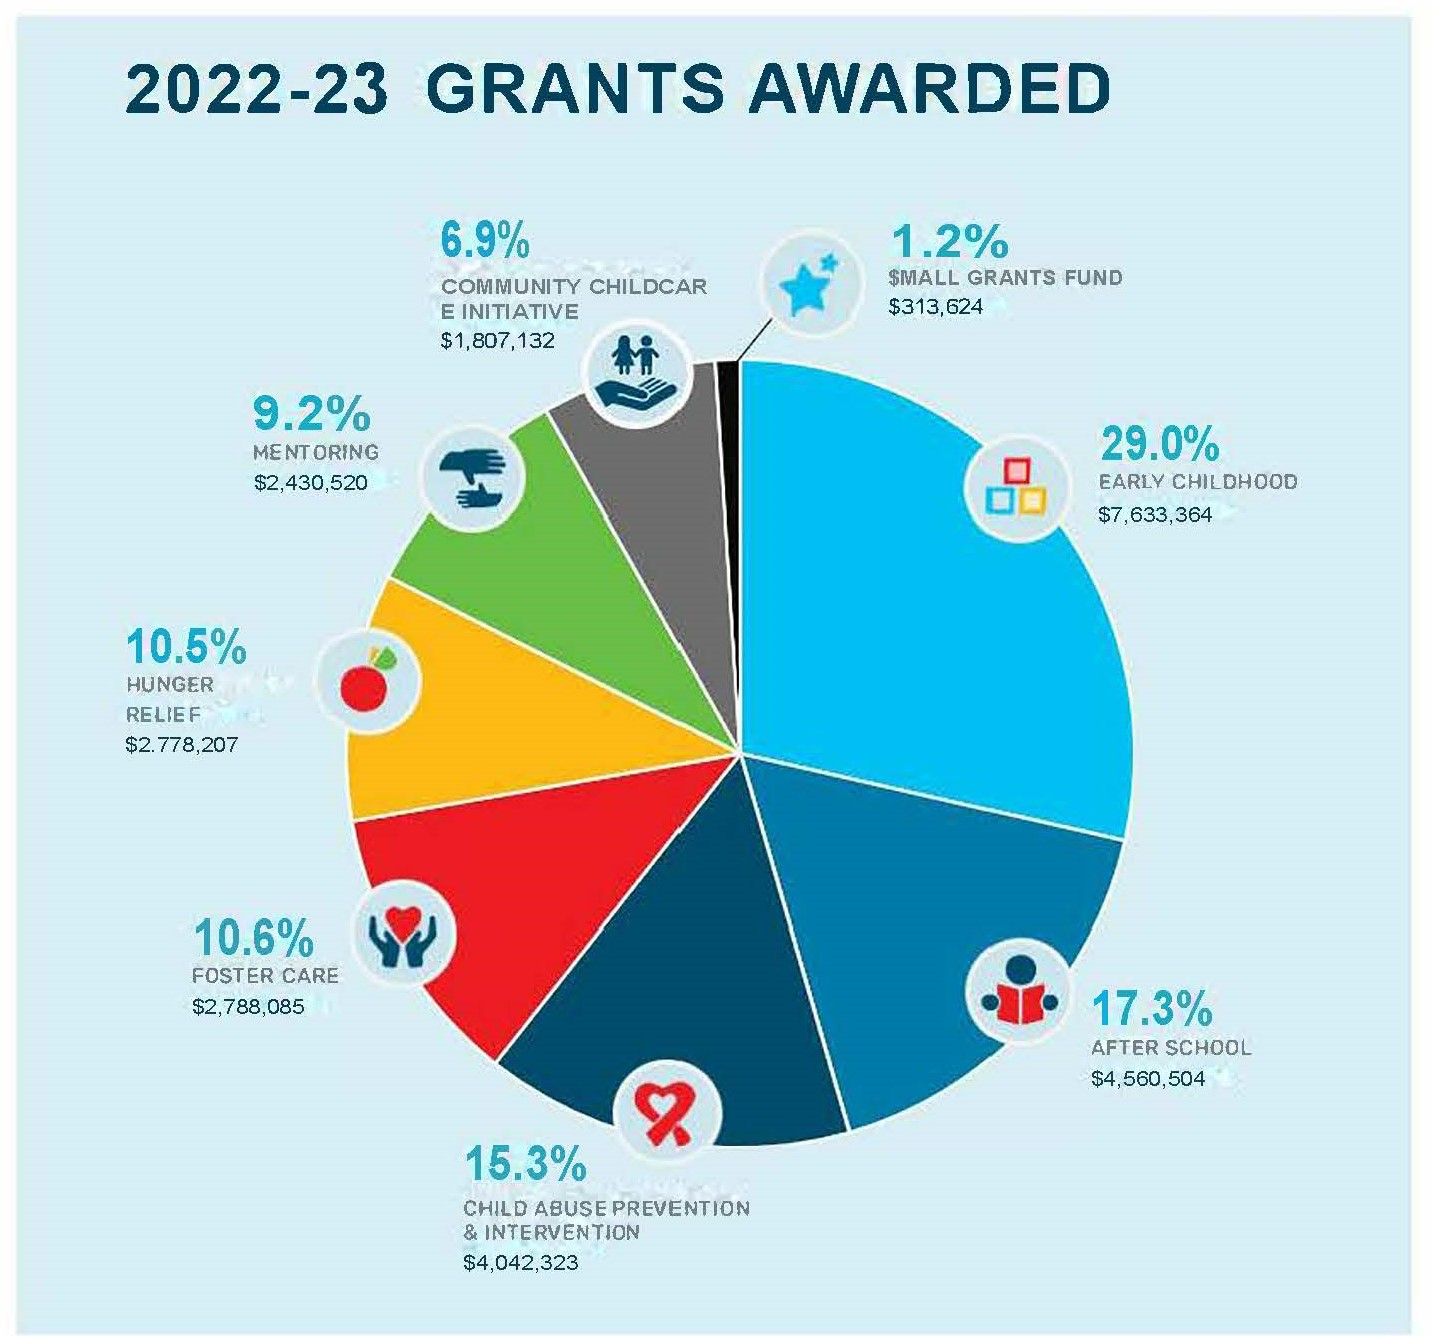 2022-23 GRANTS AWARDED
6.9%
COMMUNITY CHILDCAR
E INITIATIVE
$1,807,132
1.2%
$MALL GRANTS FUND
$313,624
29.0%
EARLY CHILDHOOD
$7,633,364
9.2%
MENTORING
$2,430,520
10.5%
HUNGER
RELIEF
$2.778,207
10.6%
FOSTER CARE
$2,788,085
17.3%
AFTER SCHOOL
$4,560,504
15.3%
CHILD ABUSE PREVENTION
& INTERVENTION
$4,042,323